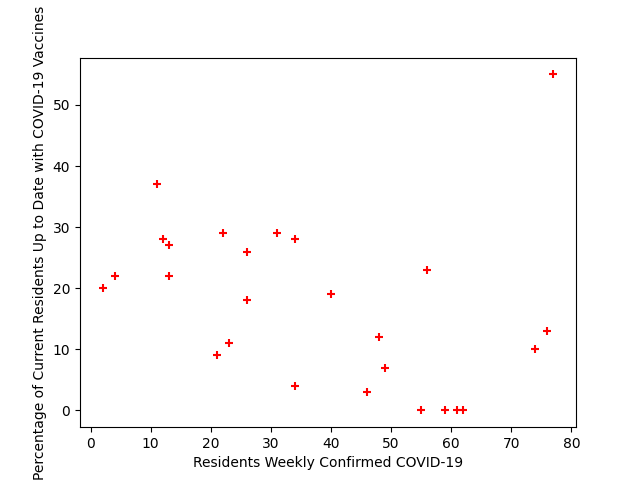 Percentage of Current Residents Up to Date with COVID-19 Vaccines
50
40
30
20
10
0
0 10 20 30 40 50 60 70 80
Residents Weekly Confirmed COVID-19